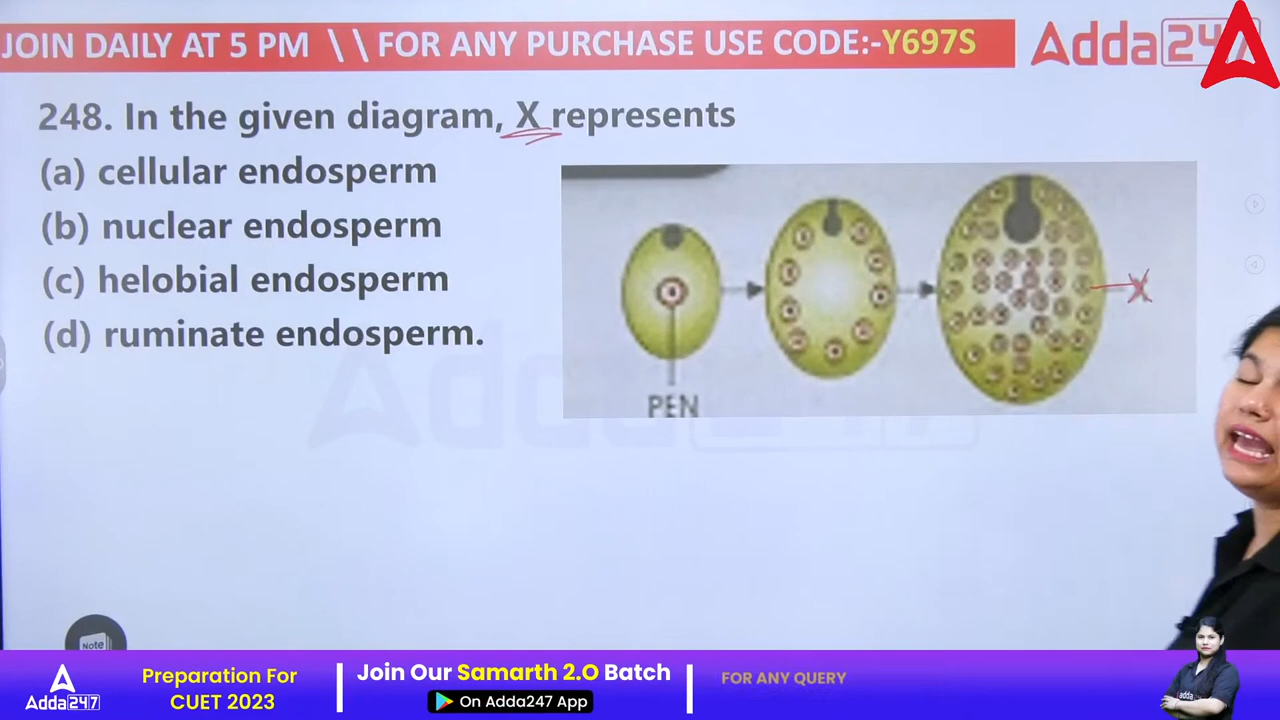 JOIN DAILY AT 5 PM \\ FOR ANY PURCHASE USE CODE:-Y697S
Adda247
248. In the given diagram, X represents
(a) cellular endosperm
(b) nuclear endosperm
(c) helobial endosperm
(d) ruminate endosperm.
X
PEN
Note
Adda247
Preparation For
CUET 2023
Join Our Samarth 2.O Batch
On Adda247 App
FOR ANY QUERY